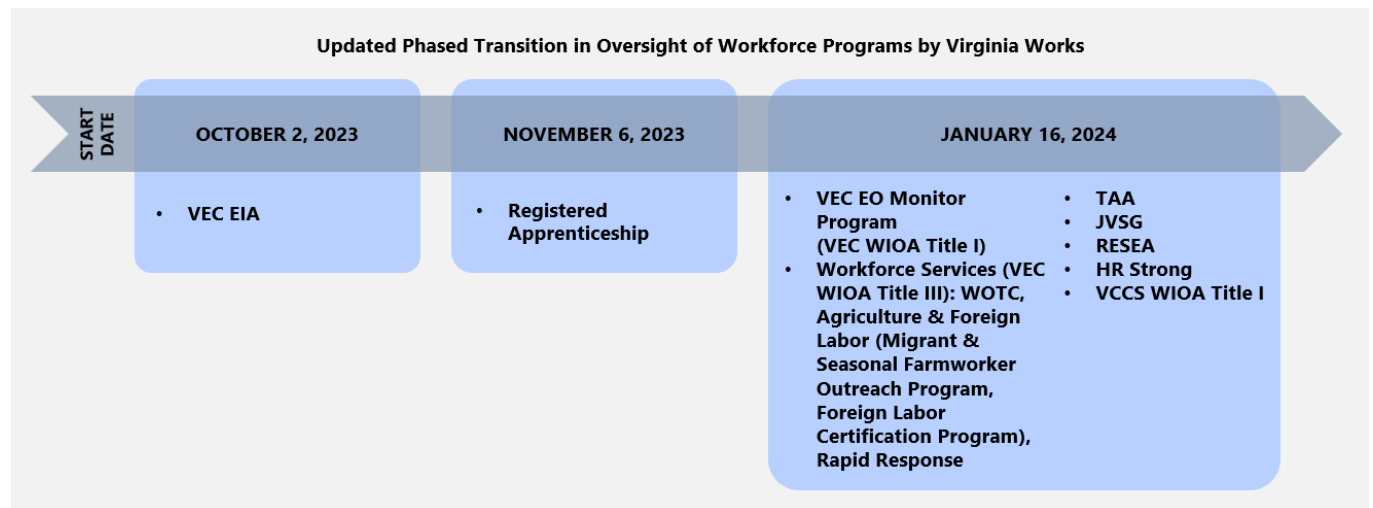 Updated Phased Transition in Oversight of Workforce Programs by Virginia Works
START
DATE
OCTOBER 2, 2023
NOVEMBER 6, 2023
JANUARY 16, 2024
• VEC EIA
• Registered
Apprenticeship
• VEC EO Monitor
Program
(VEC WIOA Title I)
• Workforce Services (VEC
WIOA Title III): WOTC,
Agriculture & Foreign
Labor (Migrant &
Seasonal Farmworker
Outreach Program,
Foreign Labor
Certification Program),
Rapid Response
• TAA
• JVSG
• RESEA
• HR Strong
• VCCS WIOA Title I